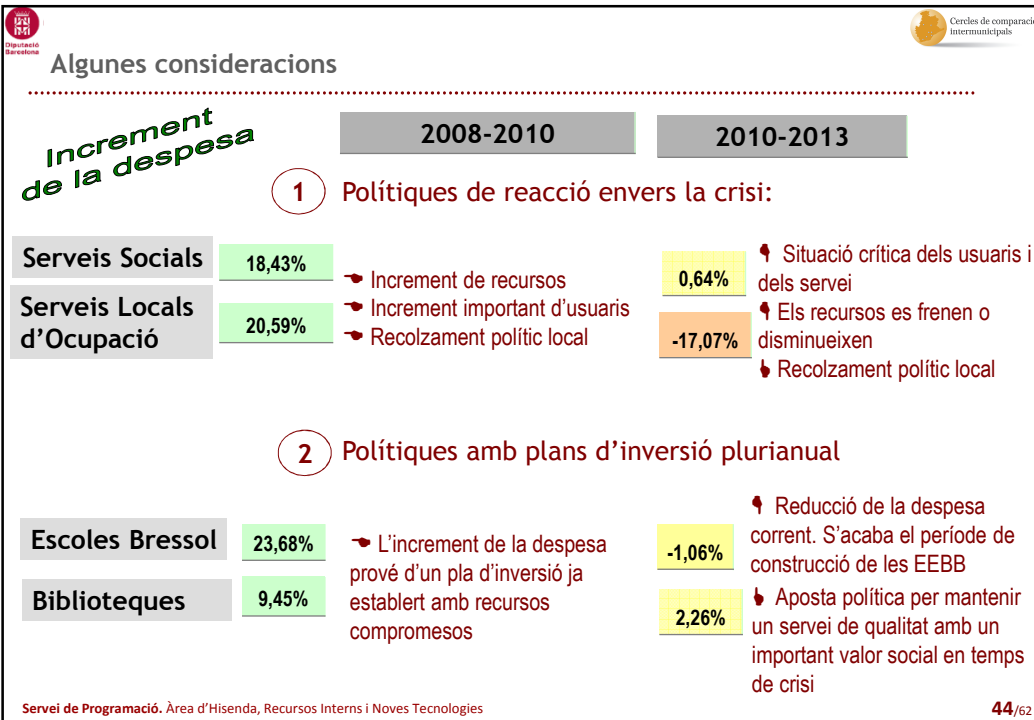 Diputació
Barcelona
Cercles de comparació
intermunicipals
Algunes consideracions
Increment
de la despesa
2008-2010
2010-2013
1 Polítiques de reacció envers la crisi:
Serveis Socials
18,43%
Serveis Locals
d'Ocupació
20,59%
Increment de recursos
Increment important d'usuaris
Recolzament polític local
0,64%
-17,07%
Situació crítica dels usuaris i
dels servei
Els recursos es frenen o
disminueixen
Recolzament polític local
2 Polítiques amb plans d'inversió plurianual
Escoles Bressol
23,68%
Biblioteques
9,45%
L'increment de la despesa
prové d'un pla d'inversió ja
establert amb recursos
compromesos
-1,06%
2,26%
Reducció de la despesa
corrent. S'acaba el període de
construcció de les EEBB
Aposta política per mantenir
un servei de qualitat amb un
important valor social en temps
de crisi
Servei de Programació. Àrea d'Hisenda, Recursos Interns i Noves Tecnologies
44/62